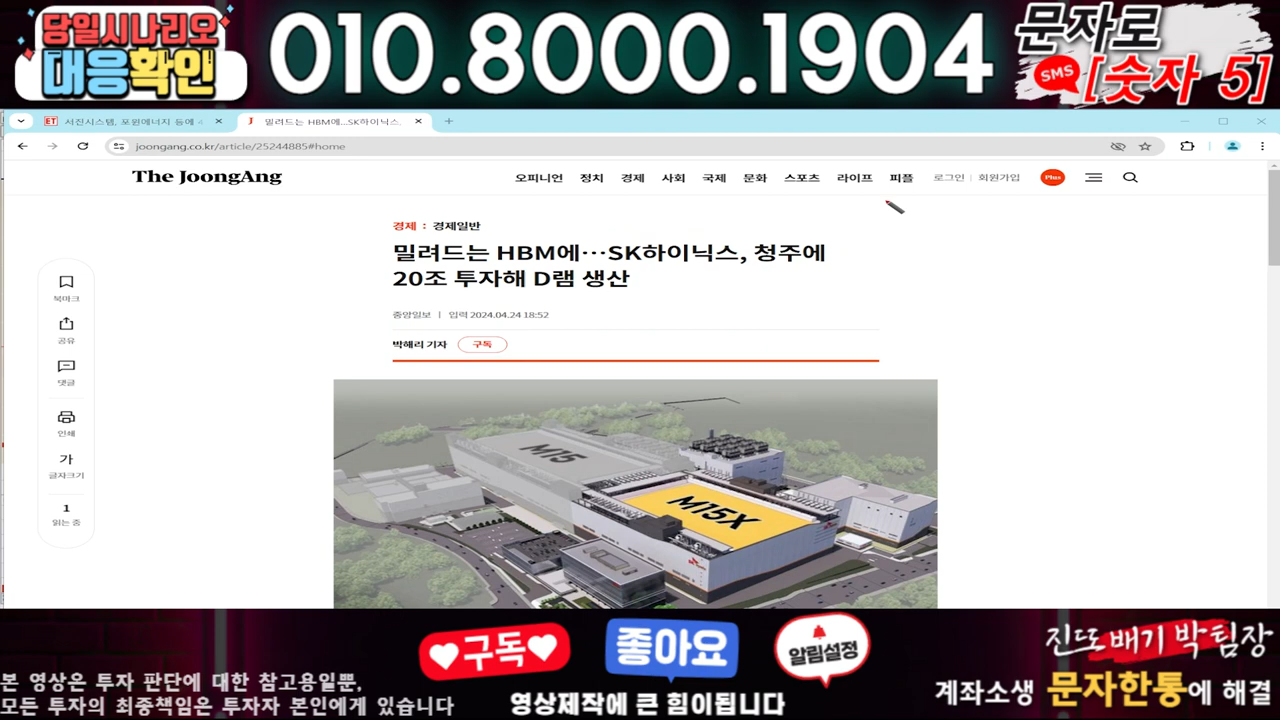 당일시나리오
대응확인
010.8000.1904
문자로
SMS [숫자 5]
ET 서진시스템, 포윈에너지 등에
J 밀려드는 HBM에…SK하이닉스,
joongang.co.kr/article/25244885#home
The JoongAng
오피니언 정치 경제 사회 국제 문화 스포츠 라이프 피플 로그인 | 회원가입 Plus
경제 : 경제일반
밀려드는 HBM에…SK하이닉스, 청주에
20조 투자해 D램 생산
중앙일보 | 입력 2024.04.24 18:52
박해리 기자 구독
북마크
공유
댓글
인쇄
가
글자크기
1
읽는 중
M15
M15X
구독
좋아요
알림설정
영상제작에 큰 힘이됩니다
본 영상은 투자 판단에 대한 참고용일뿐,
모든 투자의 최종책임은 투자자 본인에게 있습니다
진또배기 박팀장
계좌소생 문자한통에 해결